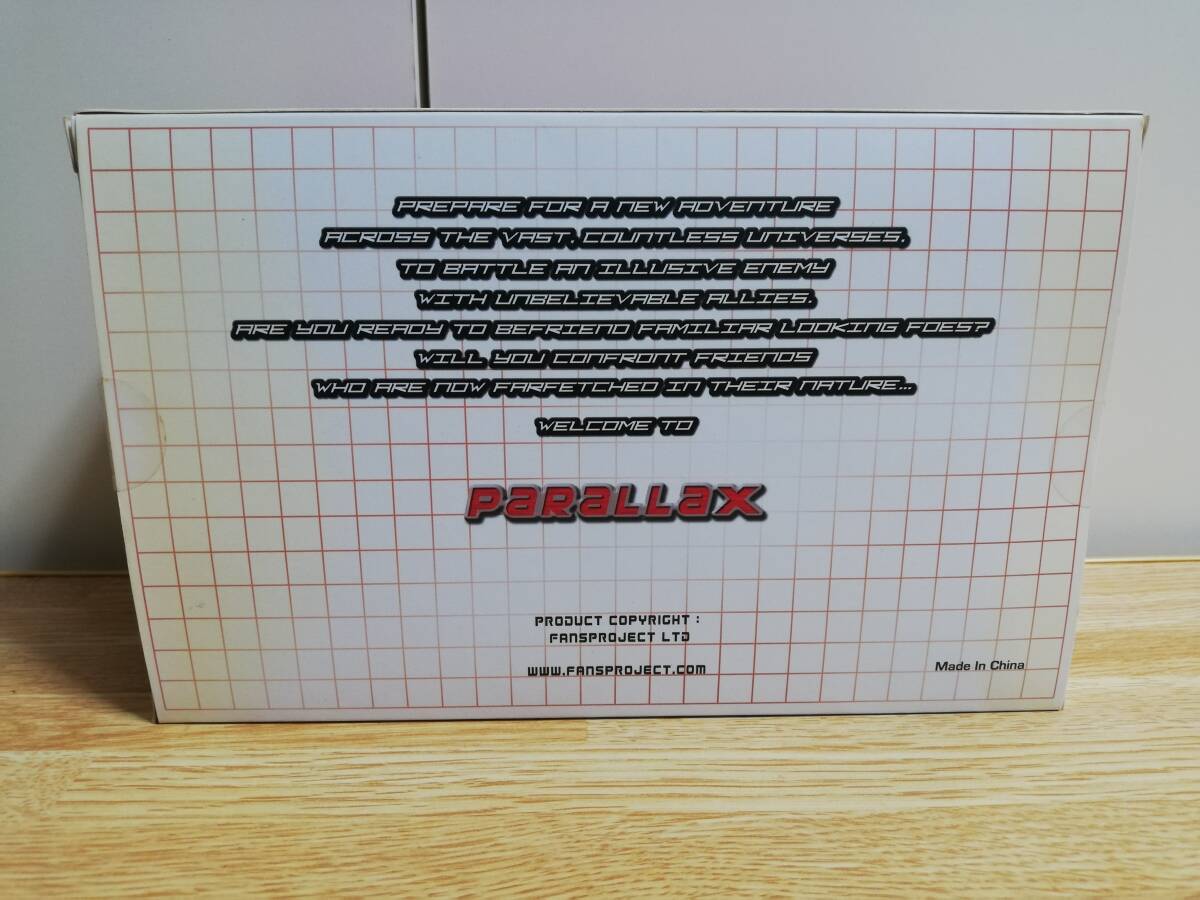 PREPARE FOR A NEW ADVENTURE
ACROSS THE VAST, COUNTLESS UNIVERSES.
TO BATTLE AN ILLUSIVE ENEMY
WITH UNBELIEVABLE ALLIES.
ARE YOU READY TO BEFRIEND FAMILIAR LOOKING FOES?
WILL YOU CONFRONT FRIENDS
WHO ARE NOW FARFETCHED IN THEIR NATURE...
WELCOME TO
PARALLAX
PRODUCT COPYRIGHT :
FANSPROJECT LTD
WWW.FANSPROJECT.COM
Made In China